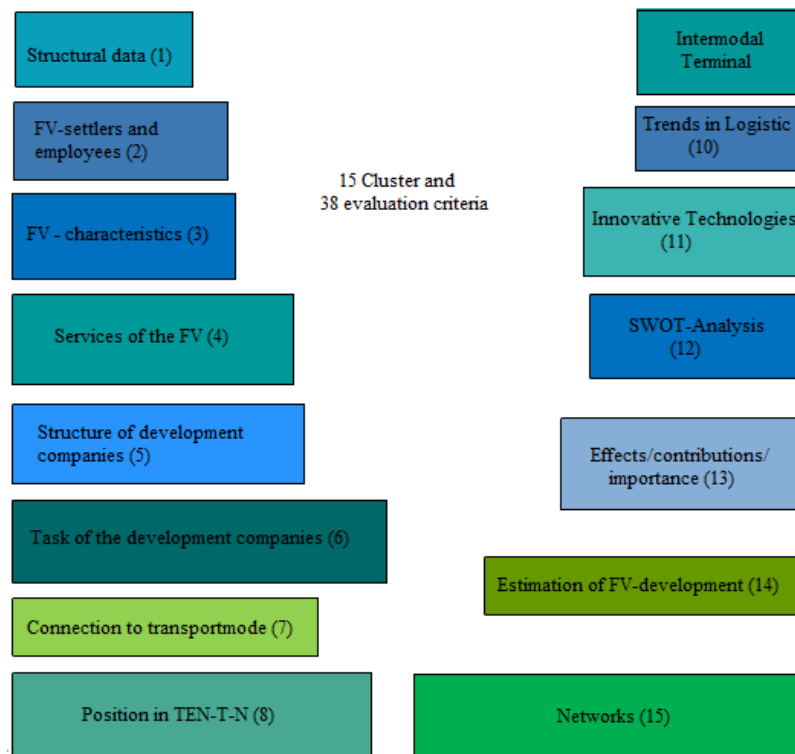 Structural data (1)
FV-settlers and
employees (2)
FV - characteristics (3)
Services of the FV (4)
Structure of development
companies (5)
Task of the development companies (6)
Connection to transportmode (7)
Position in TEN-T-N (8)
15 Cluster and
38 evaluation criteria
Intermodal
Terminal
Trends in Logistic
(10)
Innovative Technologies
(11)
SWOT-Analysis
(12)
Effects/contributions/
importance (13)
Estimation of FV-development (14)
Networks (15)